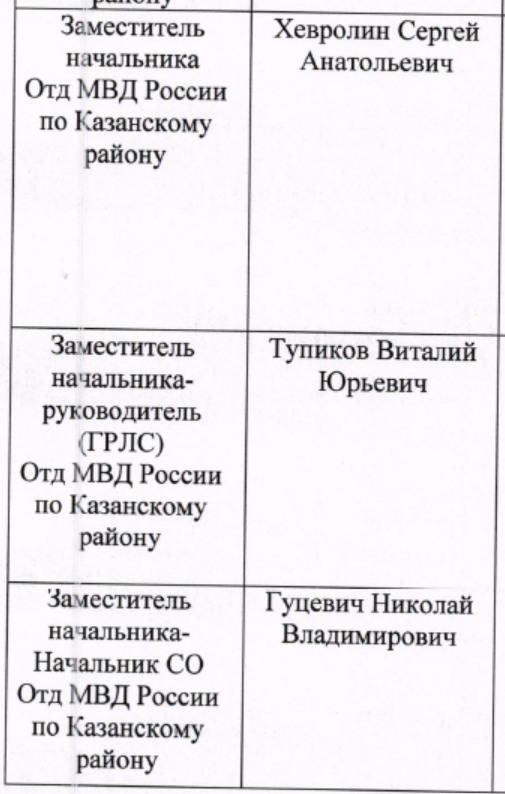 району
Заместитель
начальника
Отд МВД России
по Казанскому
району
Хевролин Сергей
Анатольевич
Заместитель
начальника-
руководитель
(ГРЛС)
Отд МВД России
по Казанскому
району
Тупиков Виталий
Юрьевич
Заместитель
начальника-
Начальник СО
Отд МВД России
по Казанскому
району
Гуцевич Николай
Владимирович